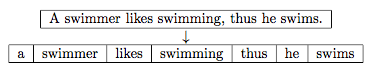 A swimmer likes swimming, thus he swims.
↓
a swimmer likes swimming thus he swims